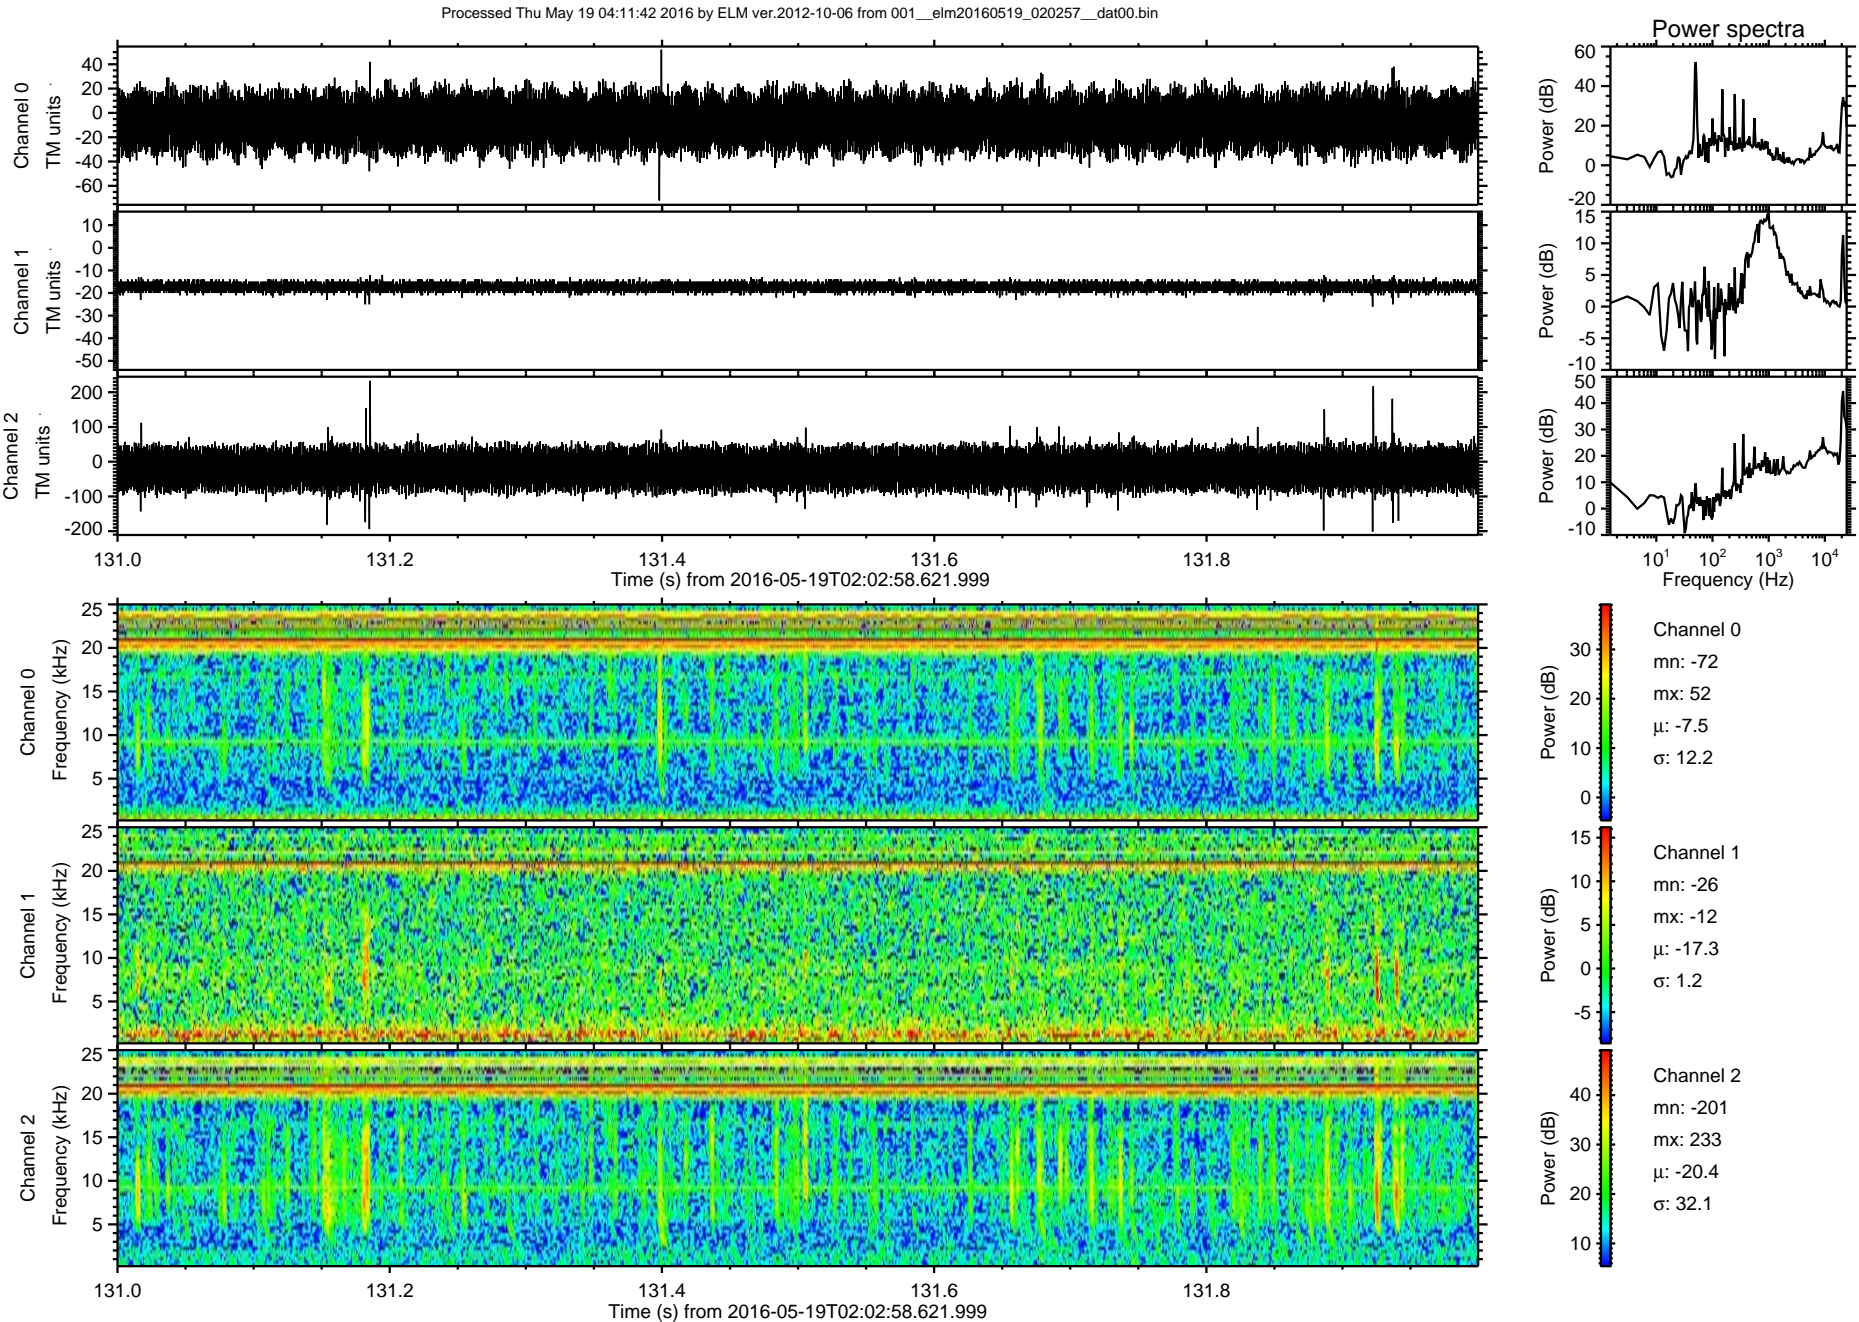 Processed Thu May 19 04:11:42 2016 by ELM ver.2012-10-06 from 001__elm20160519_020257__dat00.bin
Power spectra
Channel 0
TM units
40
20
0
-20
-40
-60
Power (dB)
60
40
20
0
-20
Channel 1
TM units
10
0
-10
-20
-30
-40
-50
Power (dB)
15
10
5
0
-5
-10
Channel 2
TM units
200
100
0
-100
-200
Power (dB)
50
40
30
20
10
0
-10
131.0 131.2 131.4 131.6 131.8
Time (s) from 2016-05-19T02:02:58.621.999
10¹ 10² 10³ 10⁴
Frequency (Hz)
Channel 0
Frequency (kHz)
25
20
15
10
5
Power (dB)
30
20
10
0
Channel 0
mn: -72
mx: 52
μ: -7.5
σ: 12.2
Channel 1
Frequency (kHz)
25
20
15
10
5
Power (dB)
15
10
5
0
-5
Channel 1
mn: -26
mx: -12
μ: -17.3
σ: 1.2
Channel 2
Frequency (kHz)
25
20
15
10
5
Power (dB)
40
30
20
10
Channel 2
mn: -201
mx: 233
μ: -20.4
σ: 32.1
131.0 131.2 131.4 131.6 131.8
Time (s) from 2016-05-19T02:02:58.621.999